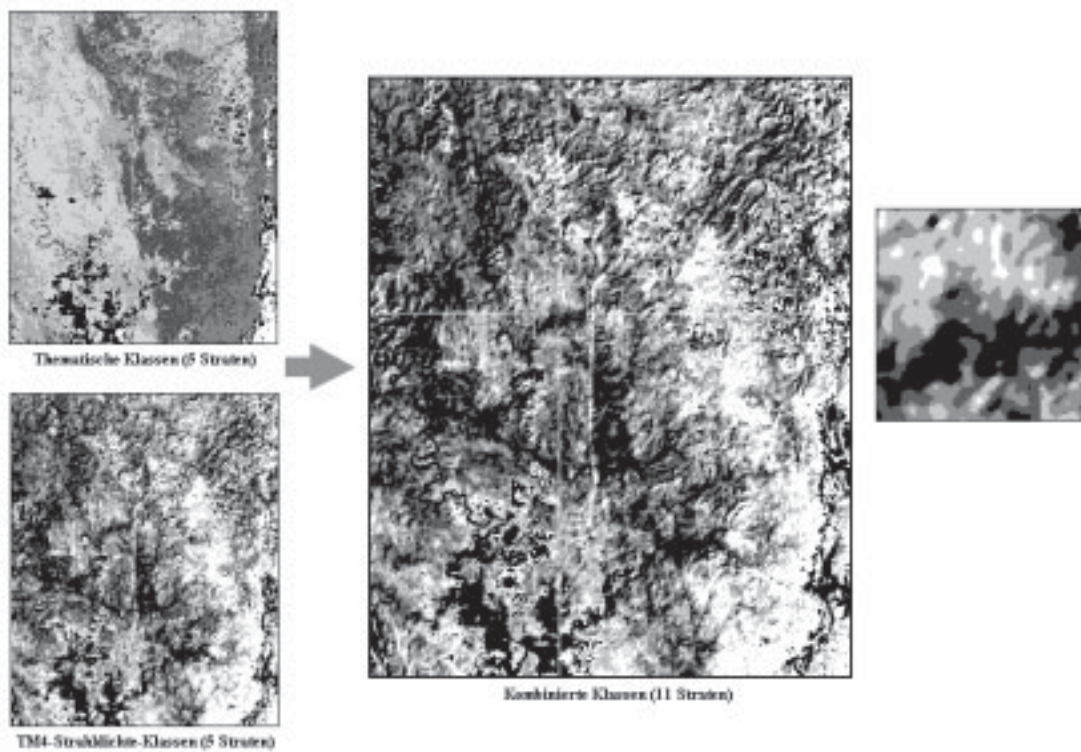 Thematische Klassen (5 Straten)
TM4-Strahldichte-Klassen (5 Straten)
Kombinierte Klassen (11 Straten)